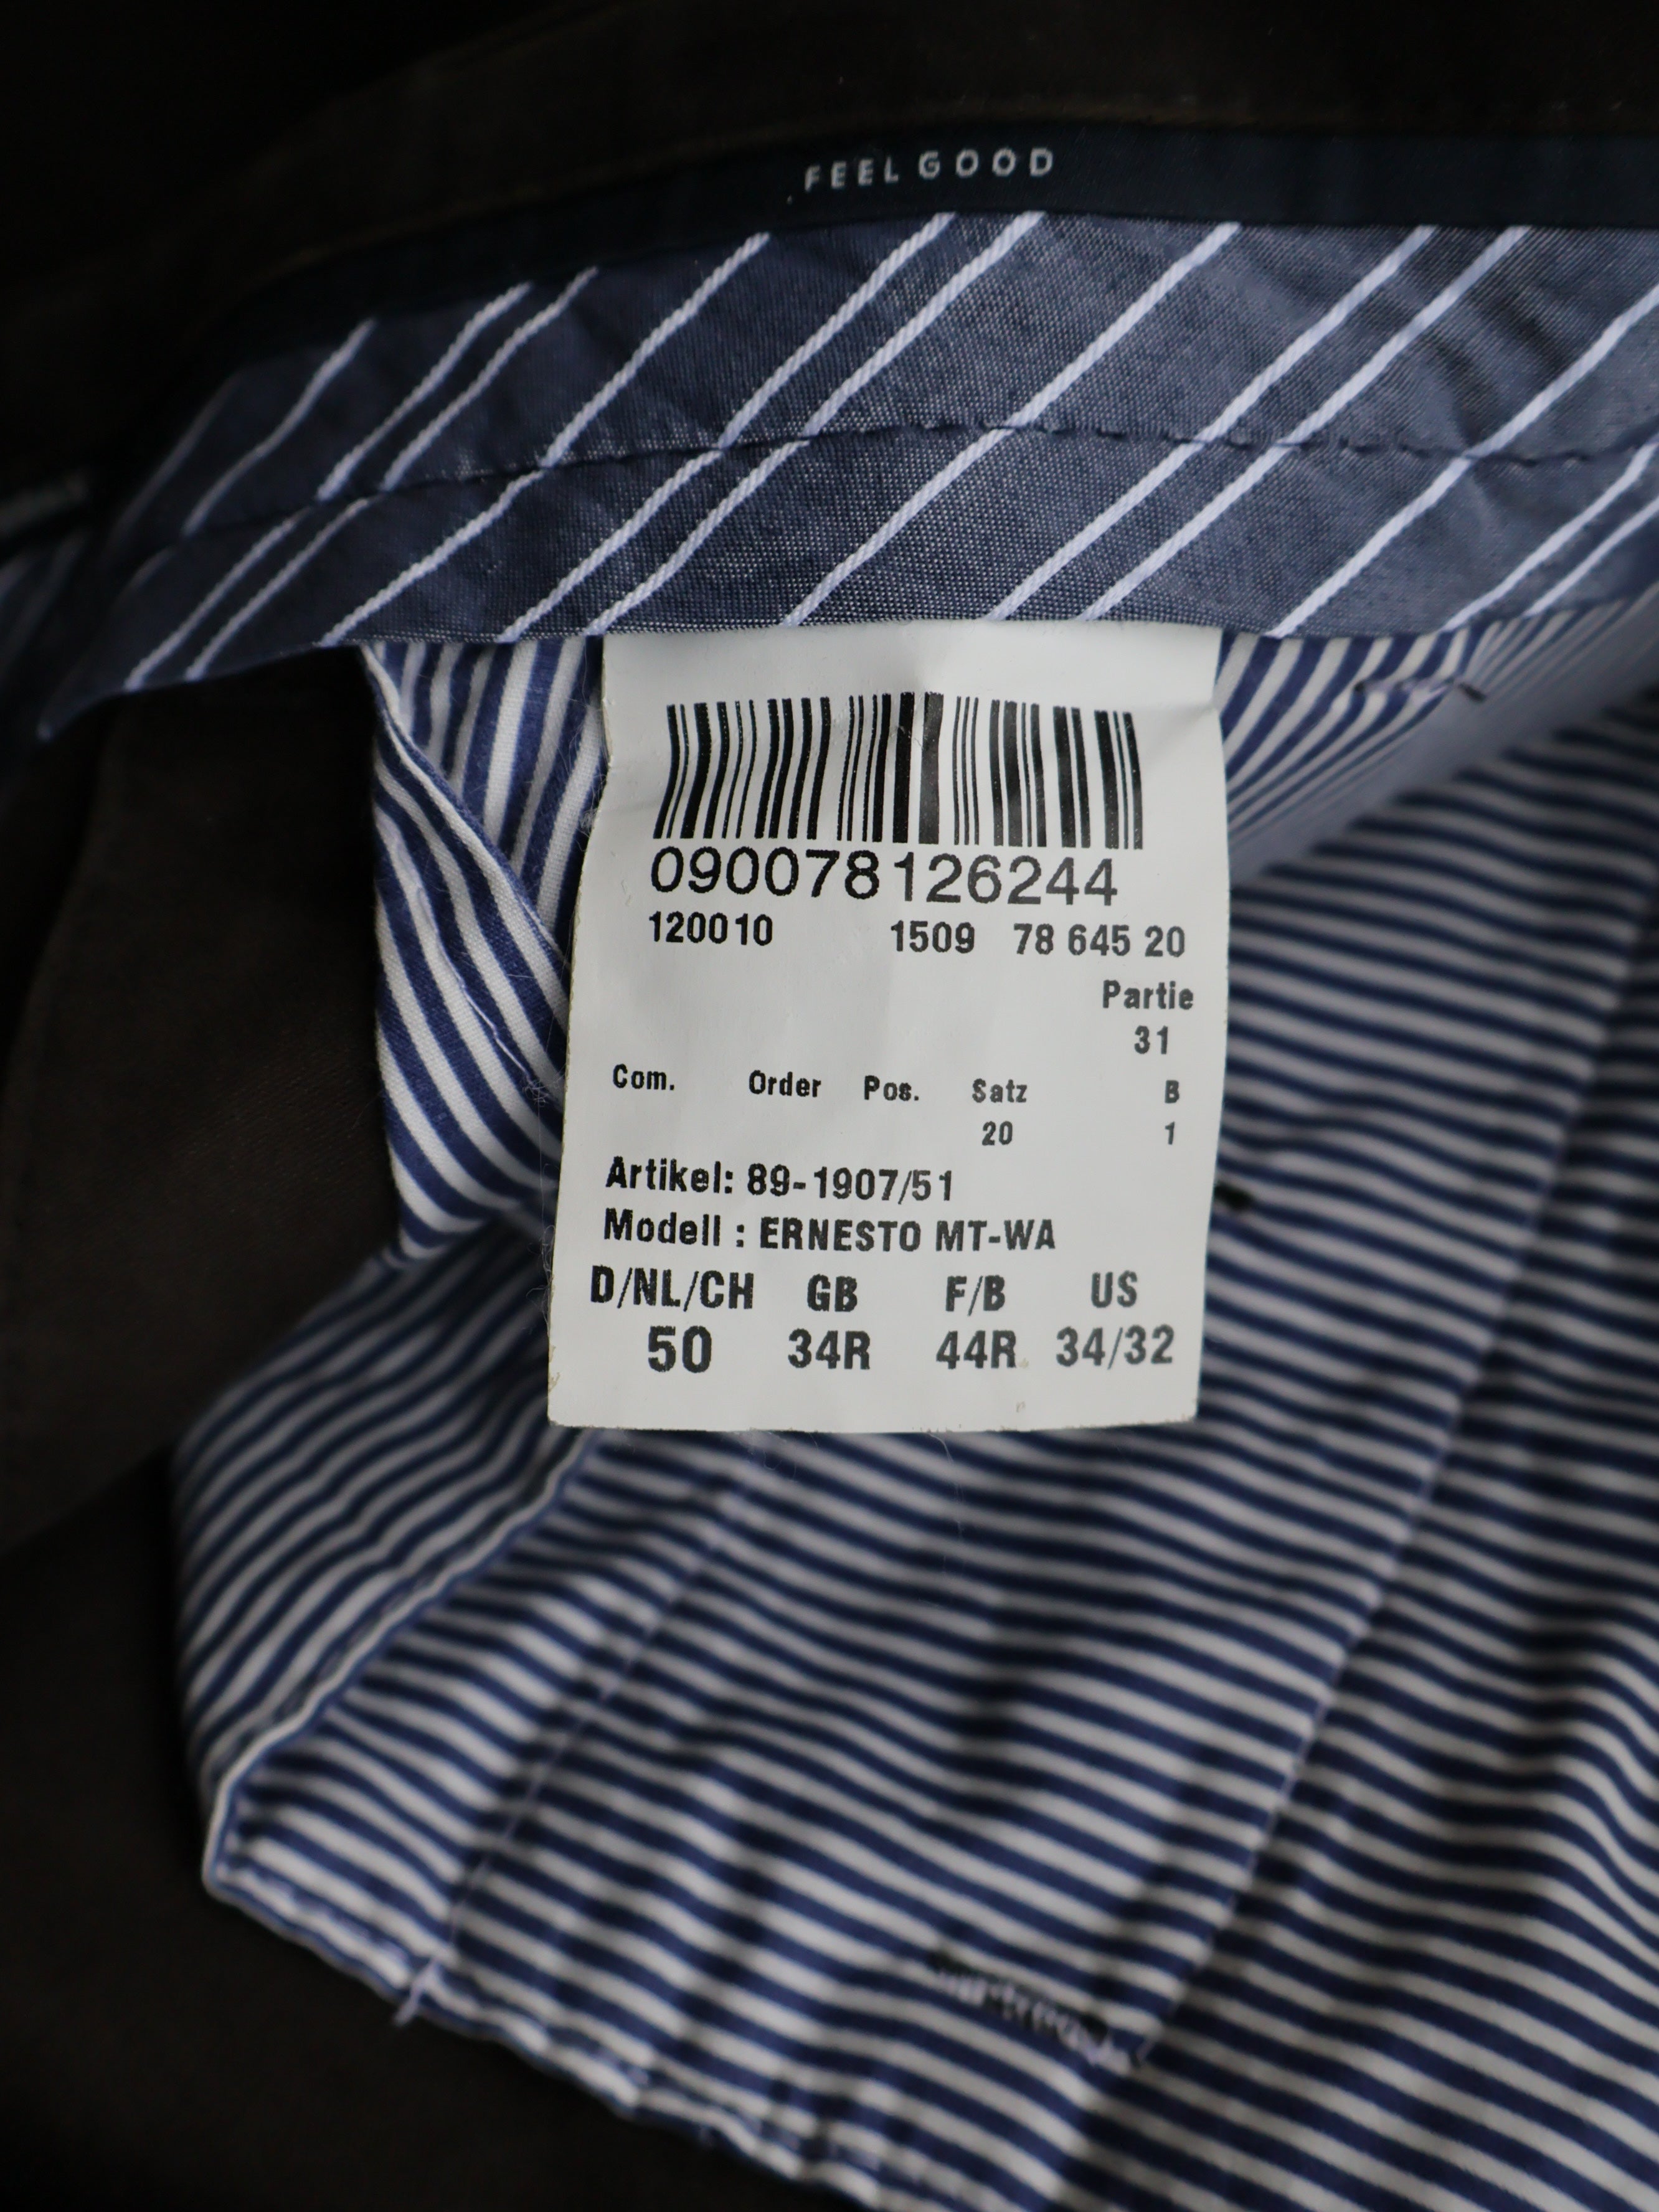 FEEL GOOD
090078126244
120010 1509 78 645 20
Partie
31
Com. Order Pos. Satz B
20 1
Artikel: 89-1907/51
Modell : ERNESTO MT-WA
D/NL/CH GB F/B US
50 34R 44R 34/32